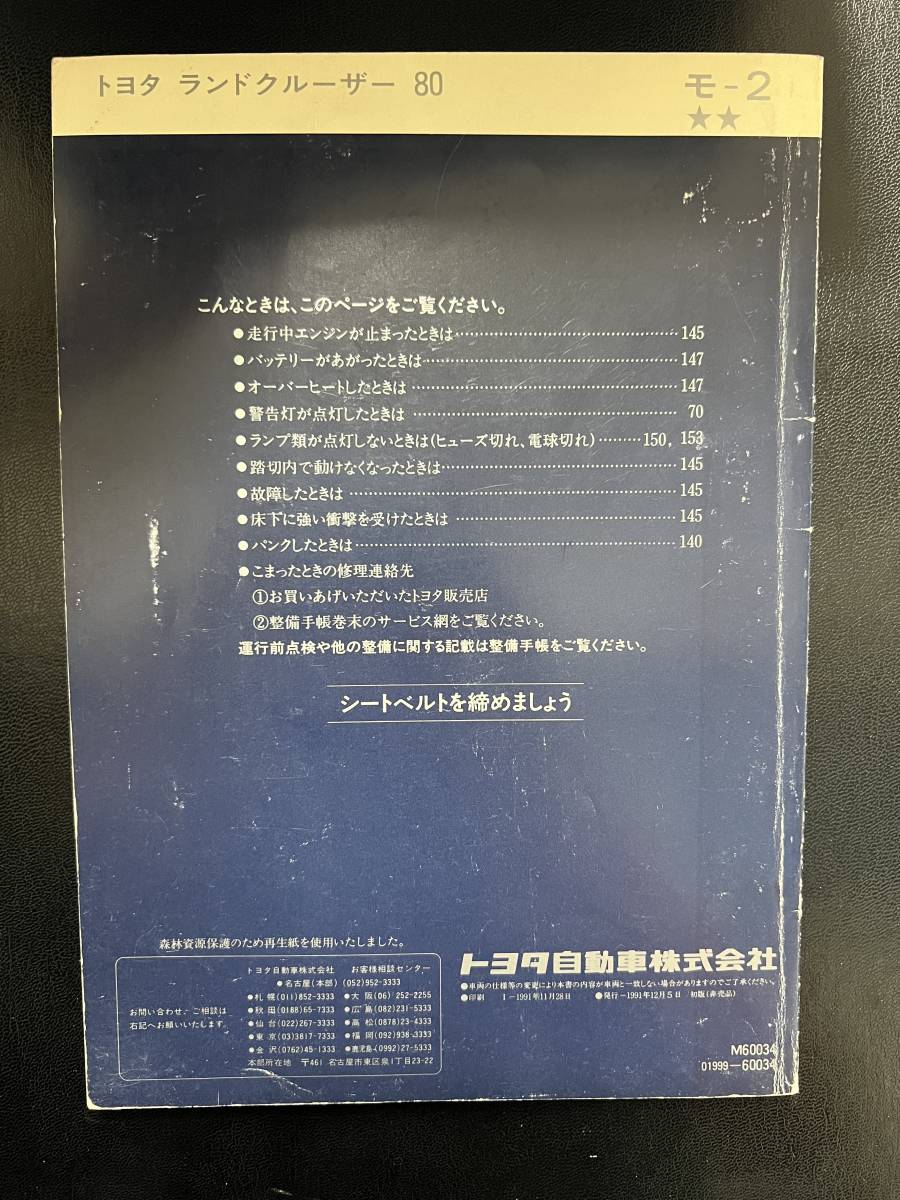 トヨタ ランドクルーザー 80
モ-2
★★
こんなときは、このページをご覧ください。
●走行中エンジンが止まったときは……………………………………145
●バッテリーがあがったときは…………………………………………147
●オーバーヒートしたときは……………………………………………147
●警告灯が点灯したときは………………………………………………70
●ランプ類が点灯しないときは(ヒューズ切れ、電球切れ)………150, 153
●踏切内で動けなくなったときは………………………………………145
●故障したときは…………………………………………………………145
●床下に強い衝撃を受けたときは………………………………………145
●パンクしたときは………………………………………………………140
●こまったときの修理連絡先
①お買いあげいただいたトヨタ販売店
②整備手帳巻末のサービス網をご覧ください。
運行前点検や他の整備に関する記載は整備手帳をご覧ください。
シートベルトを締めましょう
森林資源保護のため再生紙を使用いたしました。
お問い合わせ、ご相談は
右記へお願いいたします。
トヨタ自動車株式会社 お客様相談センター
●名古屋(本部)(052)952-3333
●札幌(011)852-3333 ●大阪(06)252-2255
●秋田(0188)65-7333 ●広島(082)231-5333
●仙台(022)267-3333 ●高松(0878)23-4333
●東京(03)3817-7333 ●福岡(092)938-3333
●金沢(0762)45-1333 ●鹿児島(0992)27-5333
本部所在地 〒461 名古屋市東区泉1丁目23-22
トヨタ自動車株式会社
●車両の仕様等の変更により本書の内容が車両と一致しない場合がありますのでご了承ください。
●印刷 1-1991年11月28日 ●発行-1991年12月5日 初版(非売品)
M60034
01999-60034